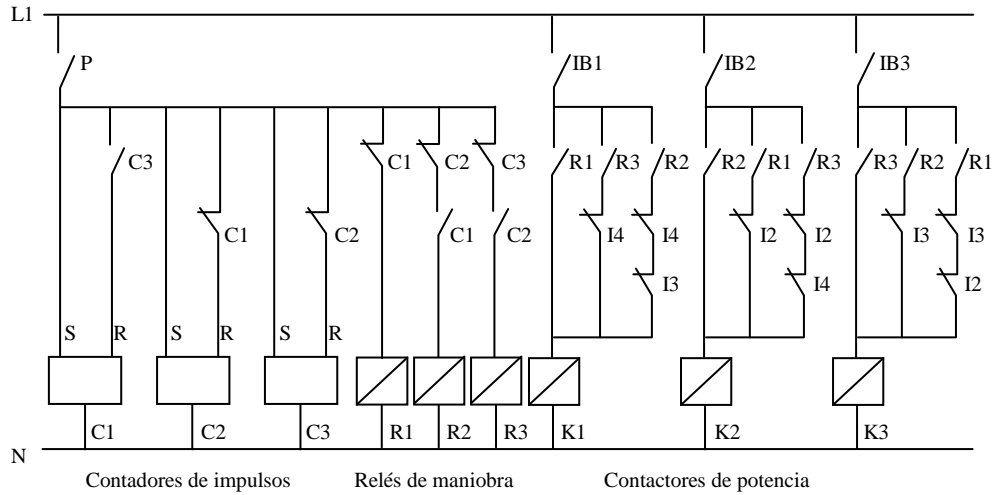 L1
P IB1 IB2 IB3
C3 C1 C2 C3 R1 R3 R2 R2 R1 R3 R3 R2 R1
C1 C2 C1 C2 I4 I4 I2 I2 I3 I3
I3 I4 I2
S R S R S R
C1 C2 C3 R1 R2 R3 K1 K2 K3
N
Contadores de impulsos Relés de maniobra Contactores de potencia